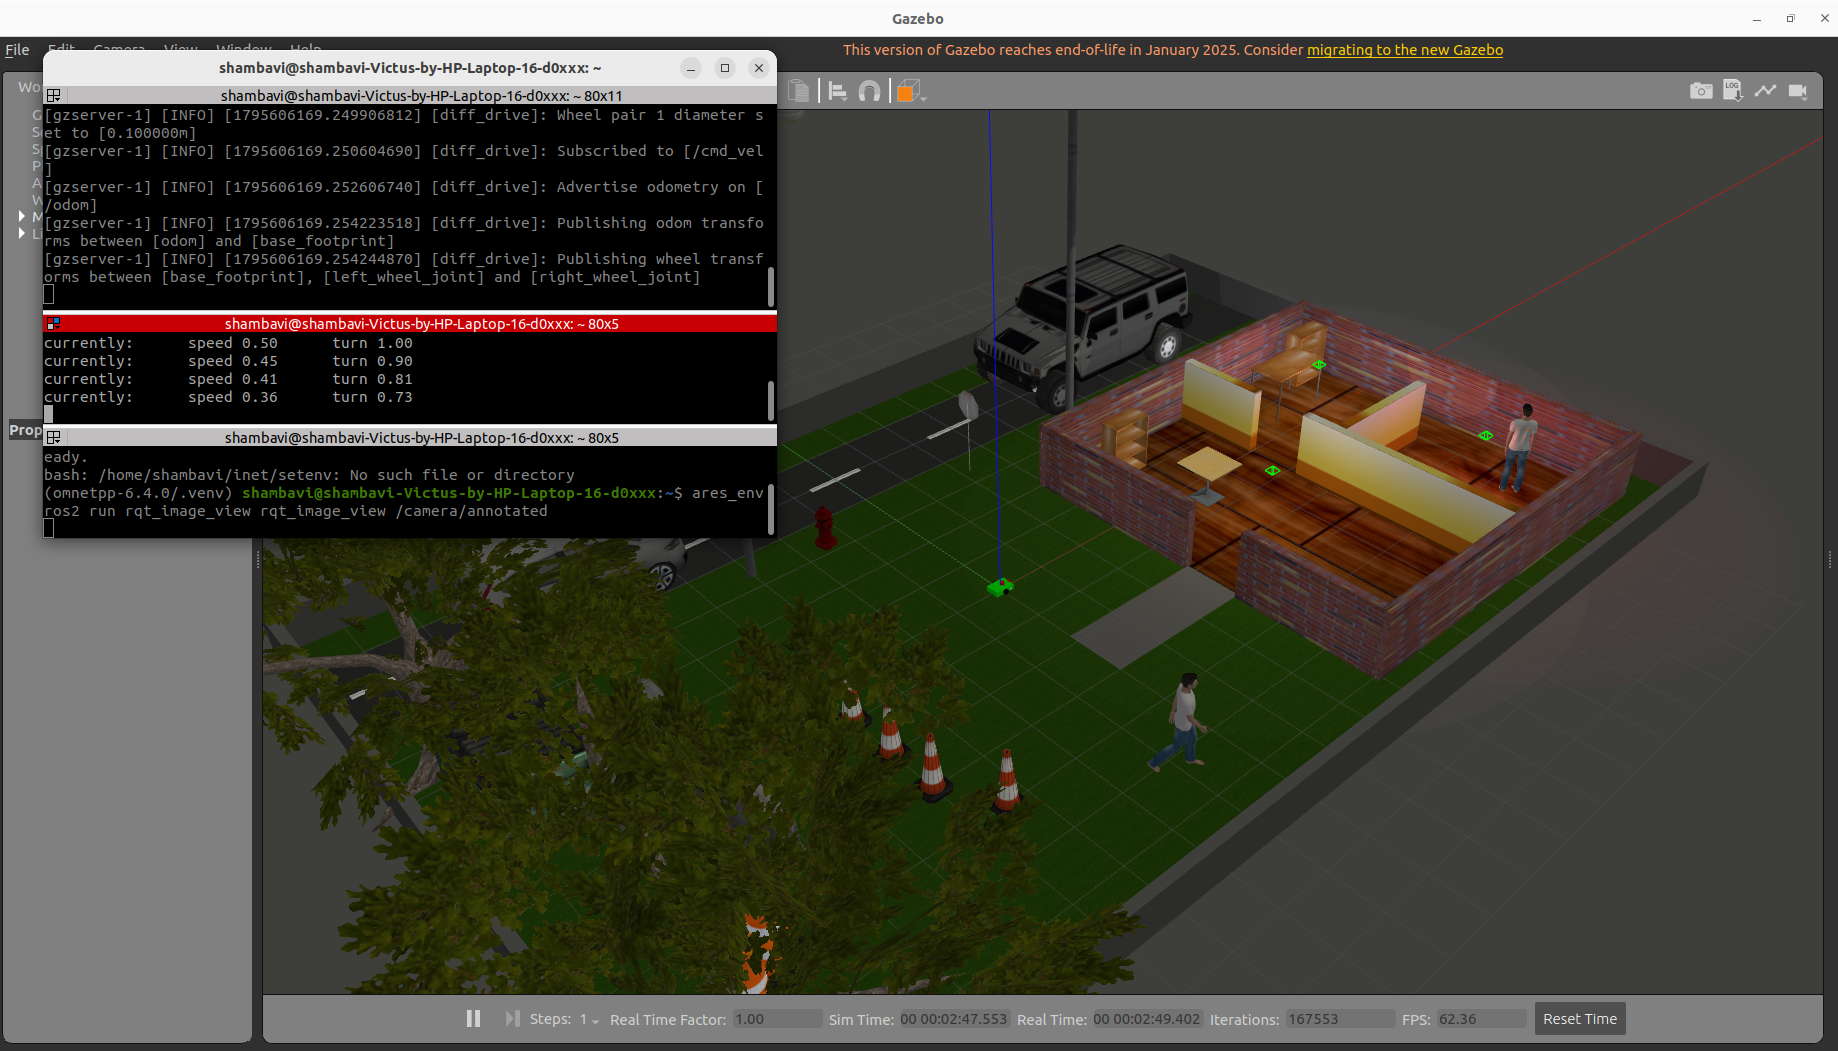 Gazebo
File Edit Camera View Window Help
This version of Gazebo reaches end-of-life in January 2025. Consider migrating to the new Gazebo
shambavi@shambavi-Victus-by-HP-Laptop-16-d0xxx: ~
shambavi@shambavi-Victus-by-HP-Laptop-16-d0xxx: ~ 80x11
[gzserver-1] [INFO] [1795606169.249906812] [diff_drive]: Wheel pair 1 diameter s
et to [0.100000m]
[gzserver-1] [INFO] [1795606169.250604690] [diff_drive]: Subscribed to [/cmd_vel
]
[gzserver-1] [INFO] [1795606169.252606740] [diff_drive]: Advertise odometry on [
/odom]
[gzserver-1] [INFO] [1795606169.254223518] [diff_drive]: Publishing odom transfo
rms between [odom] and [base_footprint]
[gzserver-1] [INFO] [1795606169.254244870] [diff_drive]: Publishing wheel transf
orms between [base_footprint], [left_wheel_joint] and [right_wheel_joint]
shambavi@shambavi-Victus-by-HP-Laptop-16-d0xxx: ~ 80x5
currently: speed 0.50 turn 1.00
currently: speed 0.45 turn 0.90
currently: speed 0.41 turn 0.81
currently: speed 0.36 turn 0.73
shambavi@shambavi-Victus-by-HP-Laptop-16-d0xxx: ~ 80x5
eady.
bash: /home/shambavi/inet/setenv: No such file or directory
(omnetpp-6.4.0/.venv) shambavi@shambavi-Victus-by-HP-Laptop-16-d0xxx:~$ ares_env
ros2 run rqt_image_view rqt_image_view /camera/annotated
Wo
G
S
Sp
P
A
W
M
Li
Prop
LOG
Steps: 1 Real Time Factor: 1.00 Sim Time: 00 00:02:47.553 Real Time: 00 00:02:49.402 Iterations: 167553 FPS: 62.36 Reset Time